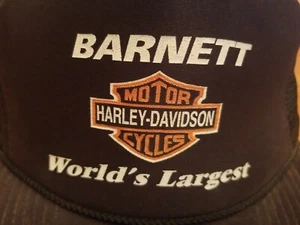 BARNETT
MOTOR
HARLEY-DAVIDSON
CYCLES
World's Largest